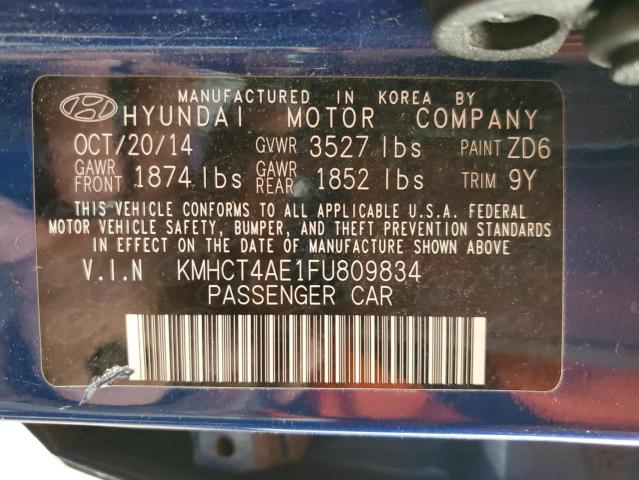 MANUFACTURED IN KOREA BY
HYUNDAI MOTOR COMPANY
OCT/20/14 GVWR 3527 lbs PAINT ZD6
GAWR FRONT 1874 lbs GAWR REAR 1852 lbs TRIM 9Y
THIS VEHICLE CONFORMS TO ALL APPLICABLE U.S.A. FEDERAL
MOTOR VEHICLE SAFETY, BUMPER, AND THEFT PREVENTION STANDARDS
IN EFFECT ON THE DATE OF MANUFACTURE SHOWN ABOVE.
V.I.N KMHCT4AE1FU809834
PASSENGER CAR